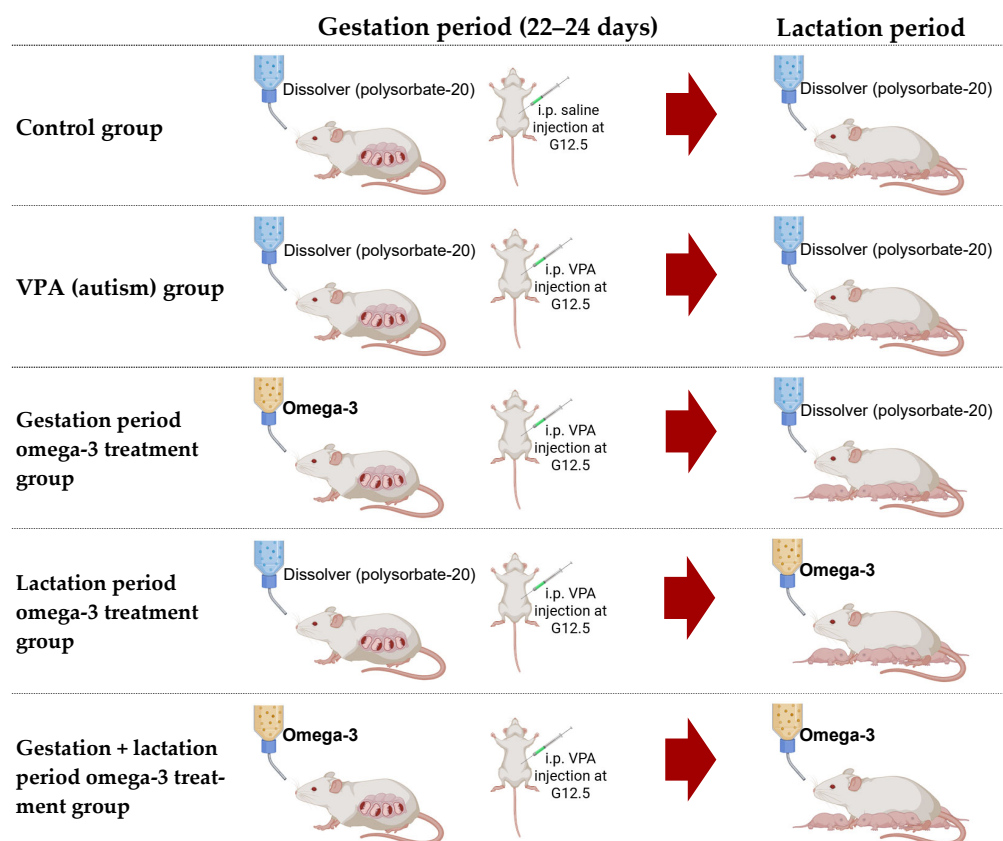 Gestation period (22–24 days)
Lactation period
Control group
Dissolver (polysorbate-20)
i.p. saline
injection at
G12.5
Dissolver (polysorbate-20)
VPA (autism) group
Dissolver (polysorbate-20)
i.p. VPA
injection at
G12.5
Dissolver (polysorbate-20)
Gestation period
omega-3 treatment
group
Omega-3
i.p. VPA
injection at
G12.5
Dissolver (polysorbate-20)
Lactation period
omega-3 treatment
group
Dissolver (polysorbate-20)
i.p. VPA
injection at
G12.5
Omega-3
Gestation + lactation
period omega-3 treat-
ment group
Omega-3
i.p. VPA
injection at
G12.5
Omega-3